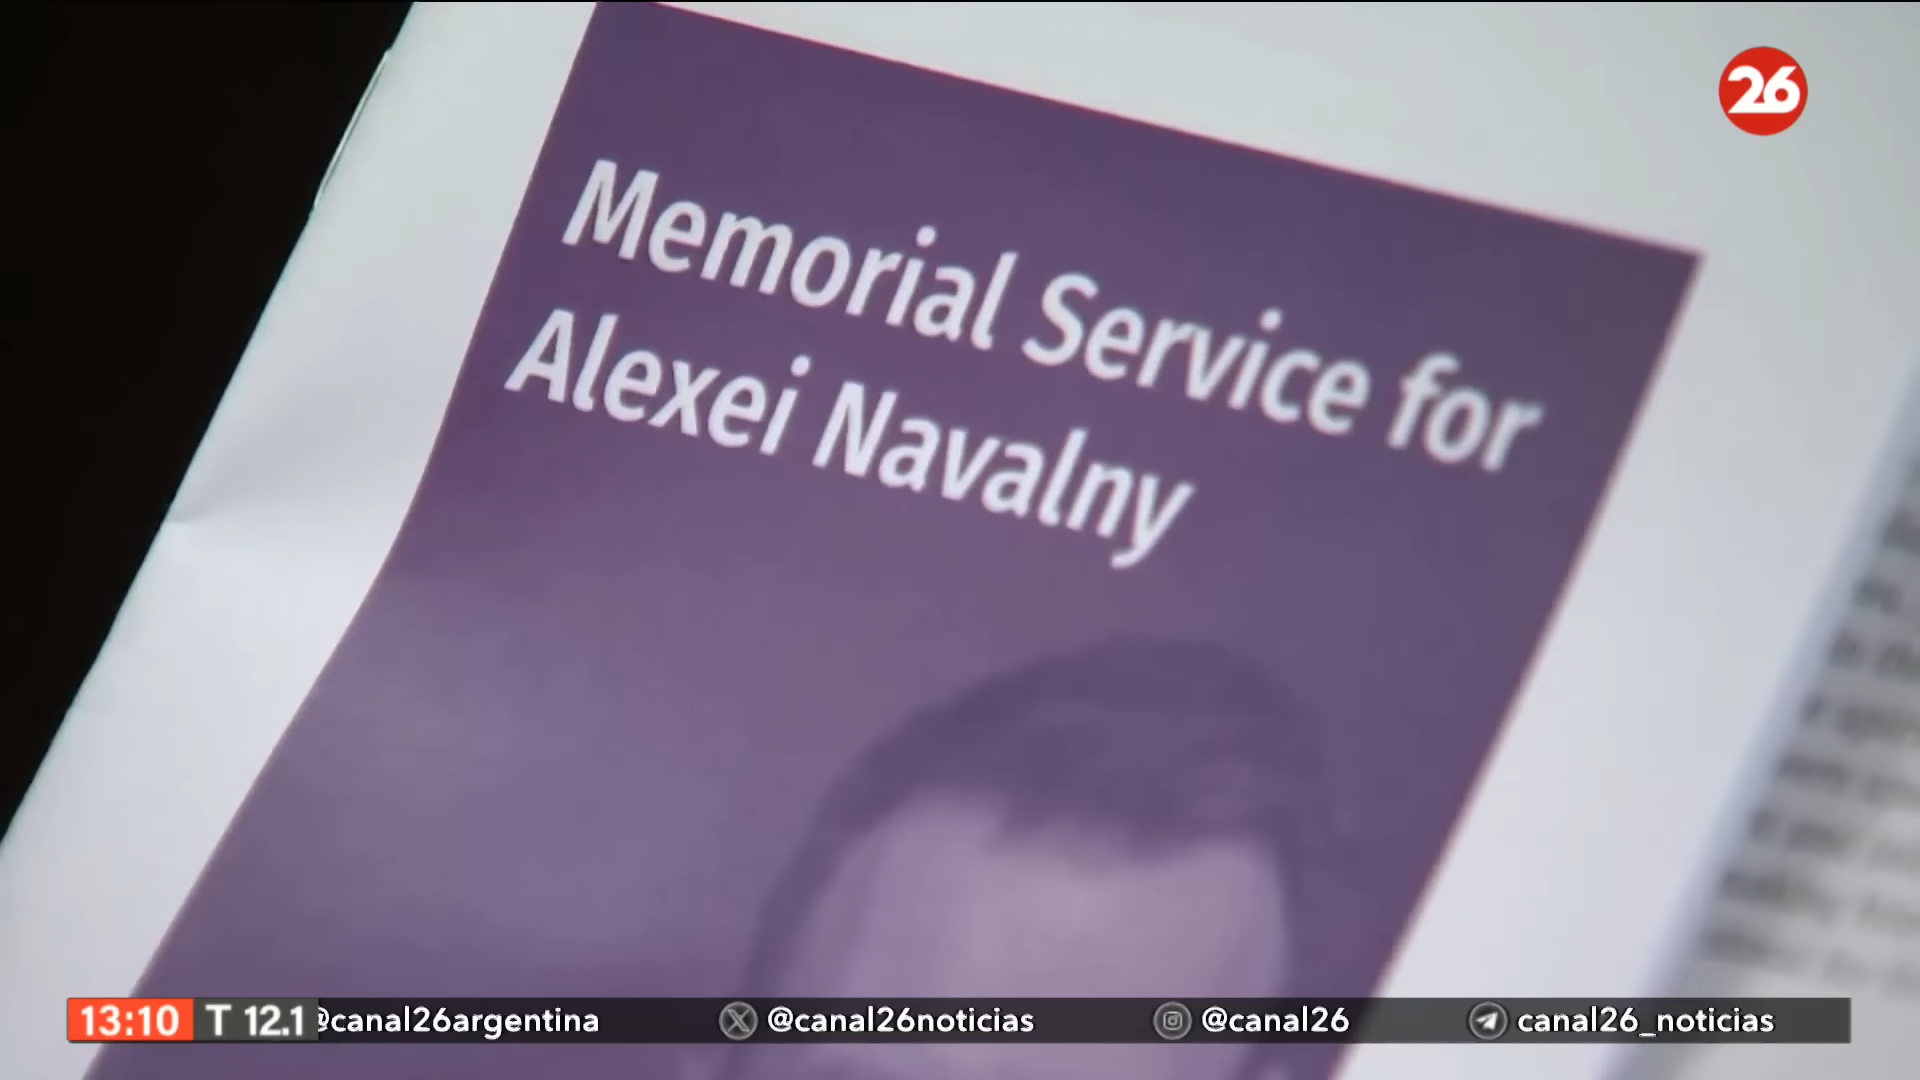 26
Memorial Service for
Alexei Navalny
13:10 T 12.1 @canal26argentina @canal26noticias @canal26 canal26_noticias